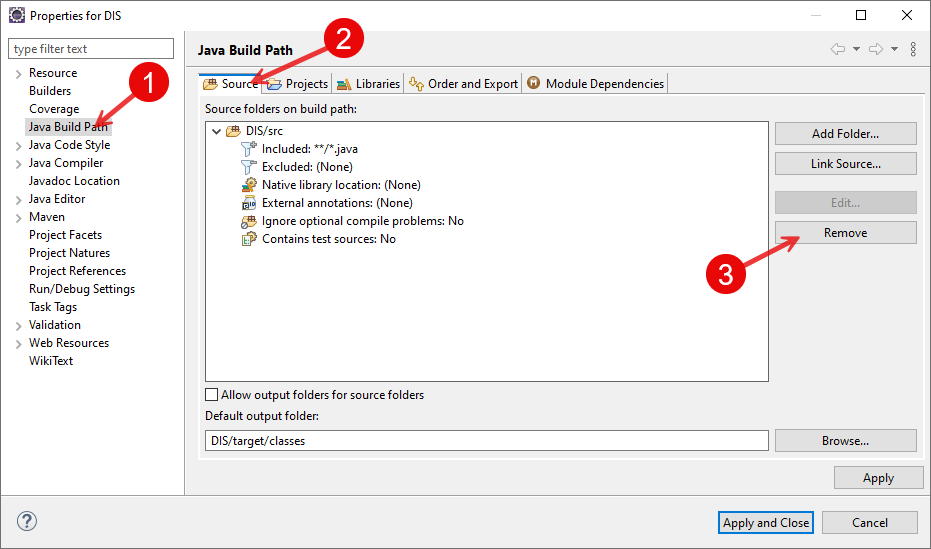 Properties for DIS
type filter text
Resource
Builders
Coverage
Java Build Path
Java Code Style
Java Compiler
Javadoc Location
Java Editor
Maven
Project Facets
Project Natures
Project References
Run/Debug Settings
Task Tags
Validation
Web Resources
WikiText
1
Java Build Path
2
Source
Projects
Libraries
Order and Export
M
Module Dependencies
Source folders on build path:
DIS/src
Included: **/*.java
Excluded: (None)
Native library location: (None)
External annotations: (None)
Ignore optional compile problems: No
Contains test sources: No
Add Folder...
Link Source...
Edit...
Remove
3
Allow output folders for source folders
Default output folder:
DIS/target/classes
Browse...
Apply
?
Apply and Close
Cancel